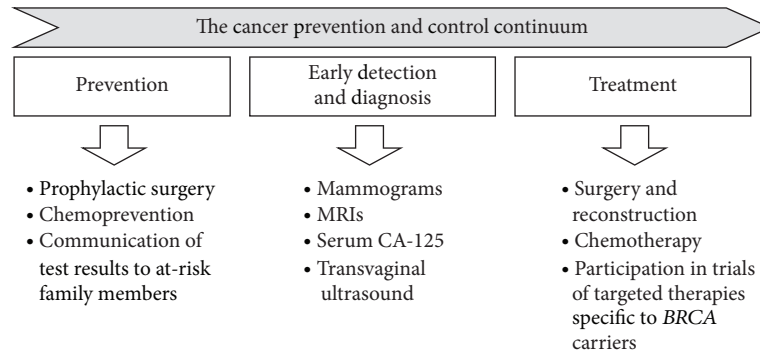 The cancer prevention and control continuum
Prevention
Early detection
and diagnosis
Treatment
• Prophylactic surgery
• Chemoprevention
• Communication of
test results to at-risk
family members
• Mammograms
• MRIs
• Serum CA-125
• Transvaginal
ultrasound
• Surgery and
reconstruction
• Chemotherapy
• Participation in trials
of targeted therapies
specific to BRCA
carriers